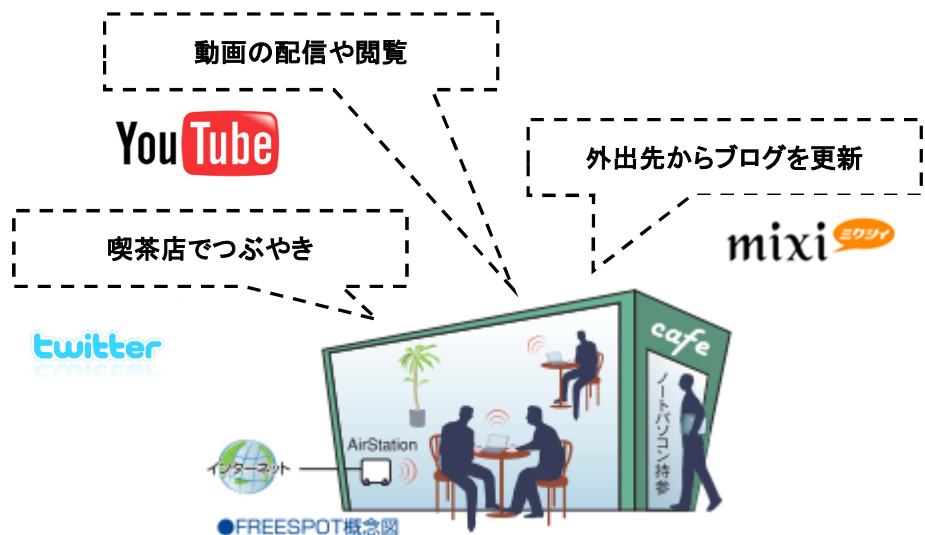 動画の配信や閲覧
YouTube
外出先からブログを更新
喫茶店でつぶやき
mixi ミクシィ
twitter
cafe
ノートパソコン持参
AirStation
インターネット
●FREESPOT概念図